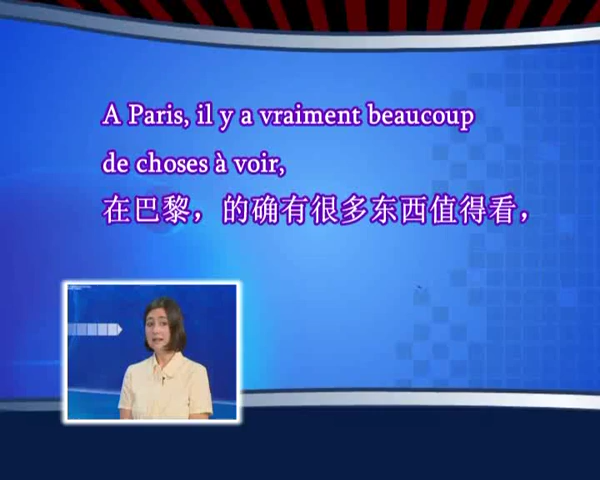 A Paris, il y a vraiment beaucoup
de choses à voir,
在巴黎，的确有很多东西值得看，